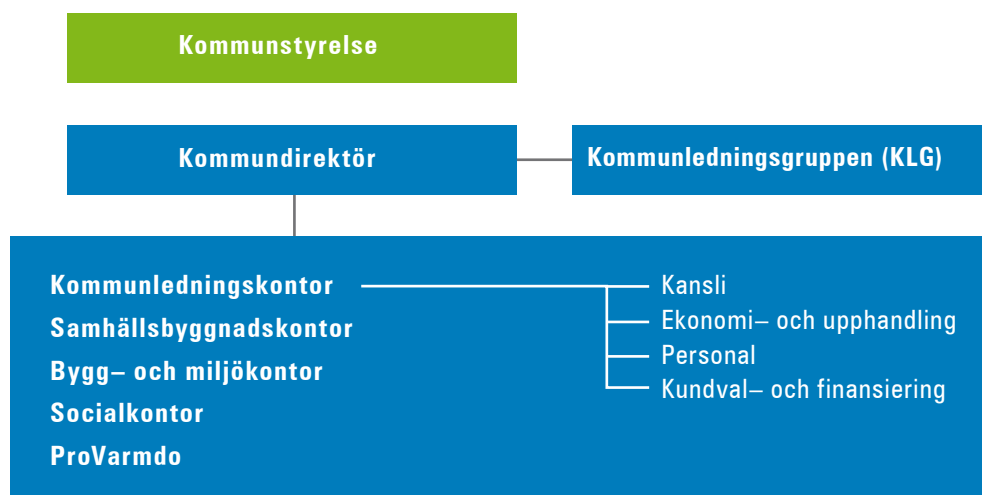 Kommunstyrelse
Kommundirektör
Kommunledningsgruppen (KLG)
Kommunledningskontor
Samhällsbyggnadskontor
Bygg– och miljökontor
Socialkontor
ProVarmdo
Kansli
Ekonomi– och upphandling
Personal
Kundval– och finansiering